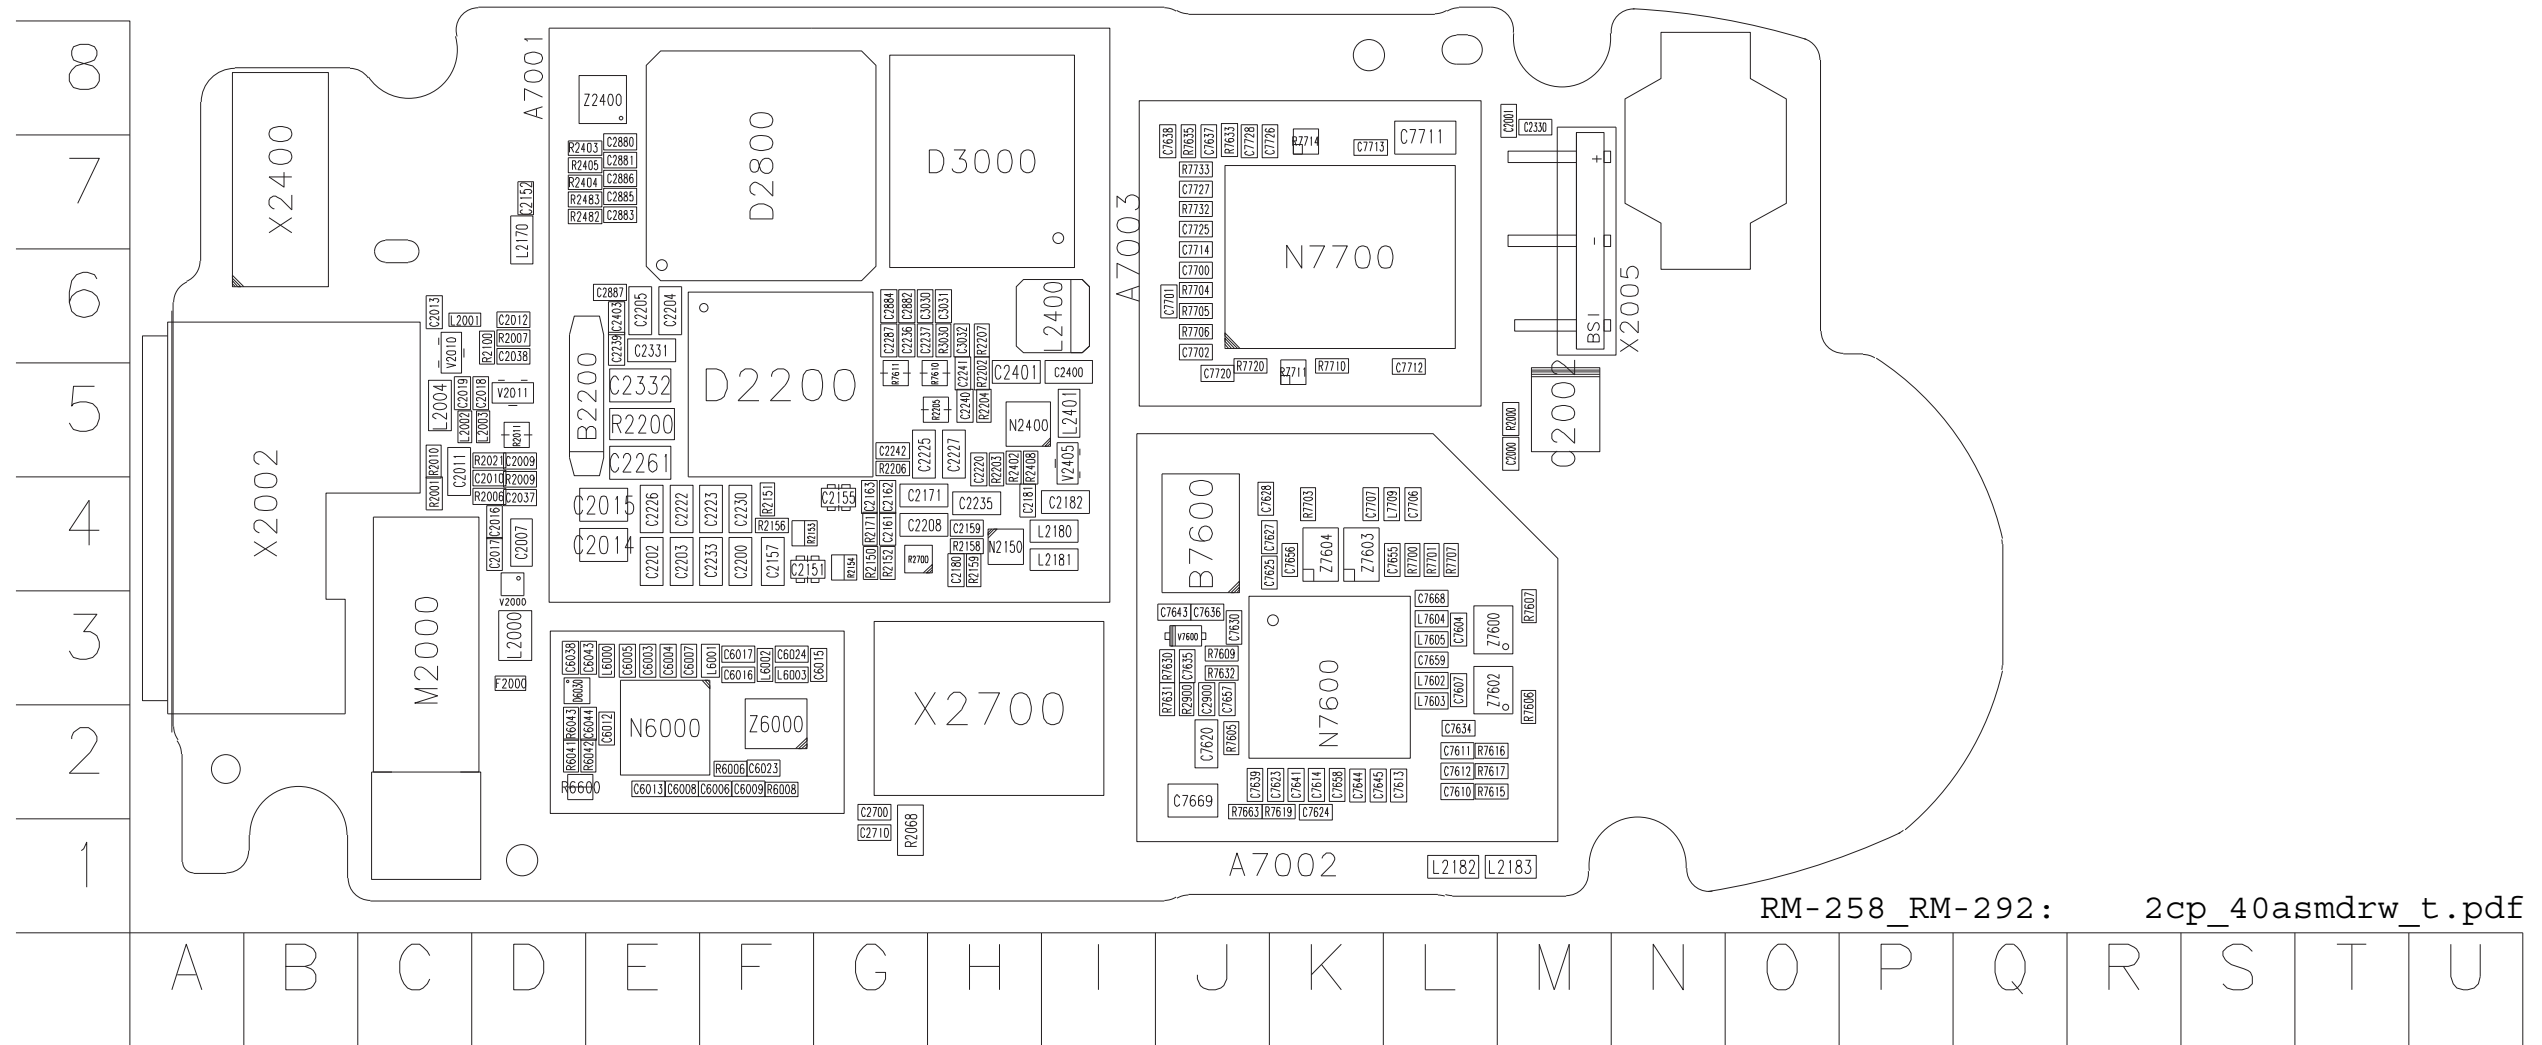 8
7
6
5
4
3
2
1
A7001
Z2400
D2800
D3000
X2400
R2403
R2405
R2404
R2483
R2482
C2880
C2881
C2886
C2885
C2883
C2152
L2170
A7003
C7638
R7635
C7637
R7633
C7728
C7726
R7714
C7713
C7711
R7733
C7727
R7732
C7725
C7714
C7700
R7704
C7701
R7705
R7706
C7702
N7700
C7720
R7720
R7711
R7710
C7712
C2001
C2330
+
-
BSI
X2005
C2002
R2000
C2000
C2013
L2001
C2012
R2007
C2038
R2100
V2010
L2004
C2019
C2018
V2011
L2002
L2003
R2011
R2010
C2011
R2021
C2009
C2010
R2009
R2006
C2037
R2001
C2016
C2017
C2007
V2000
L2000
F2000
X2002
M2000
C2887
C2403
C2239
C2205
C2204
C2331
B2200
C2332
R2200
C2261
D2200
C2884
C2882
C3030
C3031
C2287
C2236
C2237
R3030
C3032
R2207
L2400
R7611
R7610
C2241
R2202
C2401
C2400
R2205
C2240
R2204
N2400
L2401
C2242
R2206
C2225
C2227
C2220
R2203
R2402
R2408
V2405
C2015
C2014
C2226
C2222
C2223
C2230
R2151
R2156
R2153
C2155
C2163
C2162
C2171
C2235
C2181
C2182
R2171
C2161
C2208
C2159
R2158
N2150
L2180
L2181
C2202
C2203
C2233
C2200
C2157
C2151
R2154
R2150
R2152
R2700
C2180
R2159
C6038
C6043
L6000
C6005
C6003
C6004
C6007
L6001
C6017
C6016
L6002
C6024
L6003
C6015
D6030
R6043
C6044
C6012
R6041
R6042
R6600
N6000
Z6000
R6006
C6023
C6013
C6008
C6006
C6009
R6008
X2700
C2700
C2710
R2068
B7600
C7628
C7627
C7625
C7656
R7703
Z7604
Z7603
C7707
L7709
C7706
C7655
R7700
R7701
R7707
C7643
C7636
C7630
V7600
R7609
R7632
R7630
C7635
R7631
R2900
C2900
C7657
C7620
R7605
C7669
N7600
C7668
L7604
L7605
C7659
L7602
L7603
C7604
C7607
Z7600
Z7602
R7607
R7606
C7634
C7611
R7616
C7612
R7617
C7610
R7615
C7639
C7623
C7641
C7614
C7658
C7644
C7645
C7613
R7663
R7619
C7624
A7002
L2182
L2183
RM-258_RM-292: 2cp_40asmdrw_t.pdf
A B C D E F G H I J K L M N O P Q R S T U